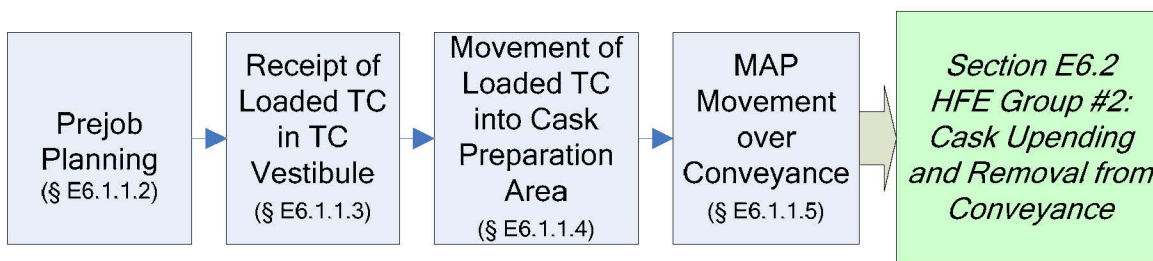 Prejob
Planning
(§ E6.1.1.2)
Receipt of
Loaded TC
in TC
Vestibule
(§ E6.1.1.3)
Movement of
Loaded TC
into Cask
Preparation
Area
(§ E6.1.1.4)
MAP
Movement
over
Conveyance
(§ E6.1.1.5)
Section E6.2
HFE Group #2:
Cask Upending
and Removal from
Conveyance